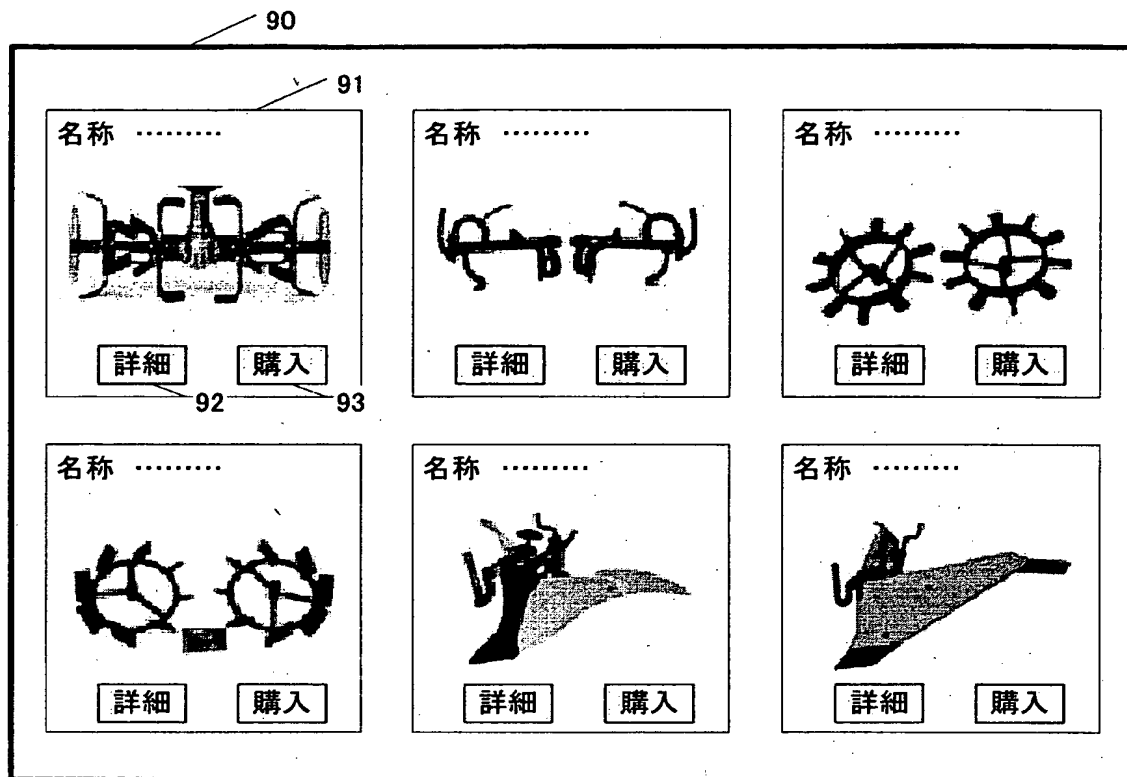 90
91
名称 ………
名称 ………
名称 ………
詳細 購入
詳細 購入
詳細 購入
92 93
名称 ………
名称 ………
名称 ………
詳細 購入
詳細 購入
詳細 購入